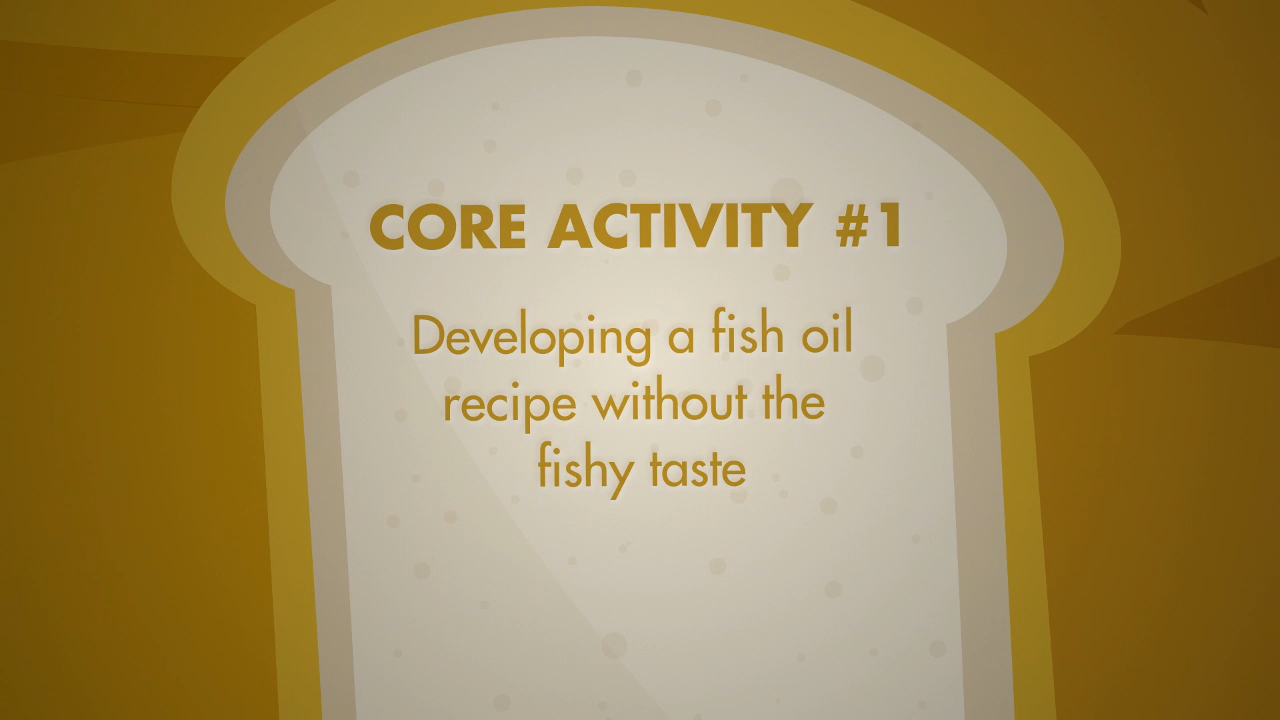 CORE ACTIVITY #1
Developing a fish oil
recipe without the
fishy taste